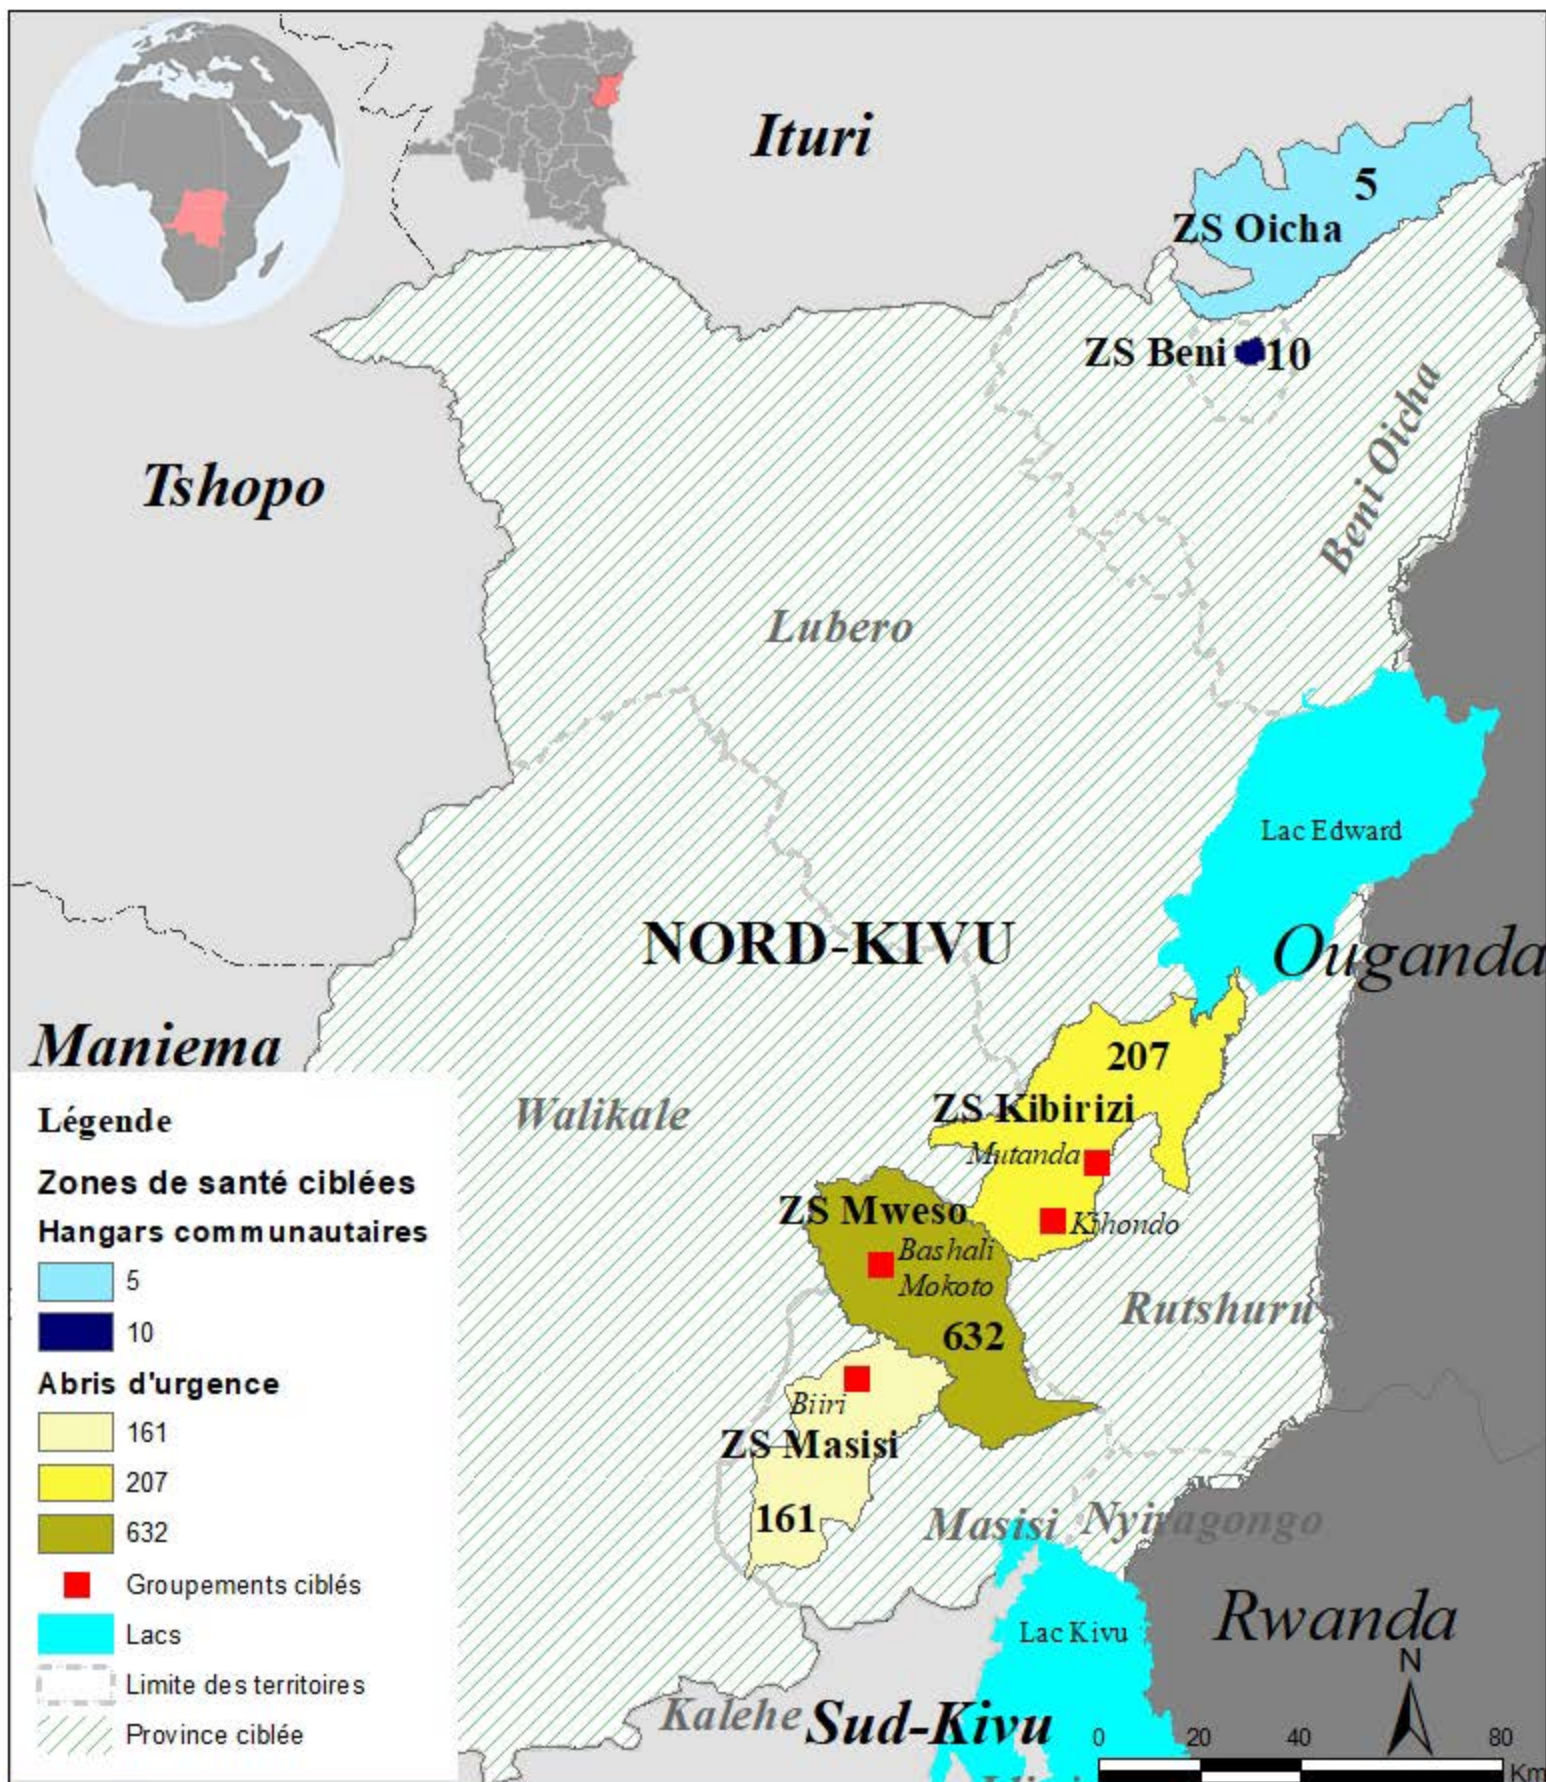 Ituri
5
ZS Oicha
ZS Beni 10
Beni Oicha
Tshopo
Lubero
Lac Edward
NORD-KIVU
Ouganda
Maniema
207
ZS Kibirizi
Walikale
Mutanda
ZS Mweso
Kihondo
Bashali
Mokoto
Rutshuru
632
Biiri
ZS Masisi
161
Masisi
Nyiragongo
Rwanda
Lac Kivu
Kalehe
Sud-Kivu
N
0 20 40 80
Km
Légende
Zones de santé ciblées
Hangars communautaires
5
10
Abris d'urgence
161
207
632
Groupements ciblés
Lacs
Limite des territoires
Province ciblée